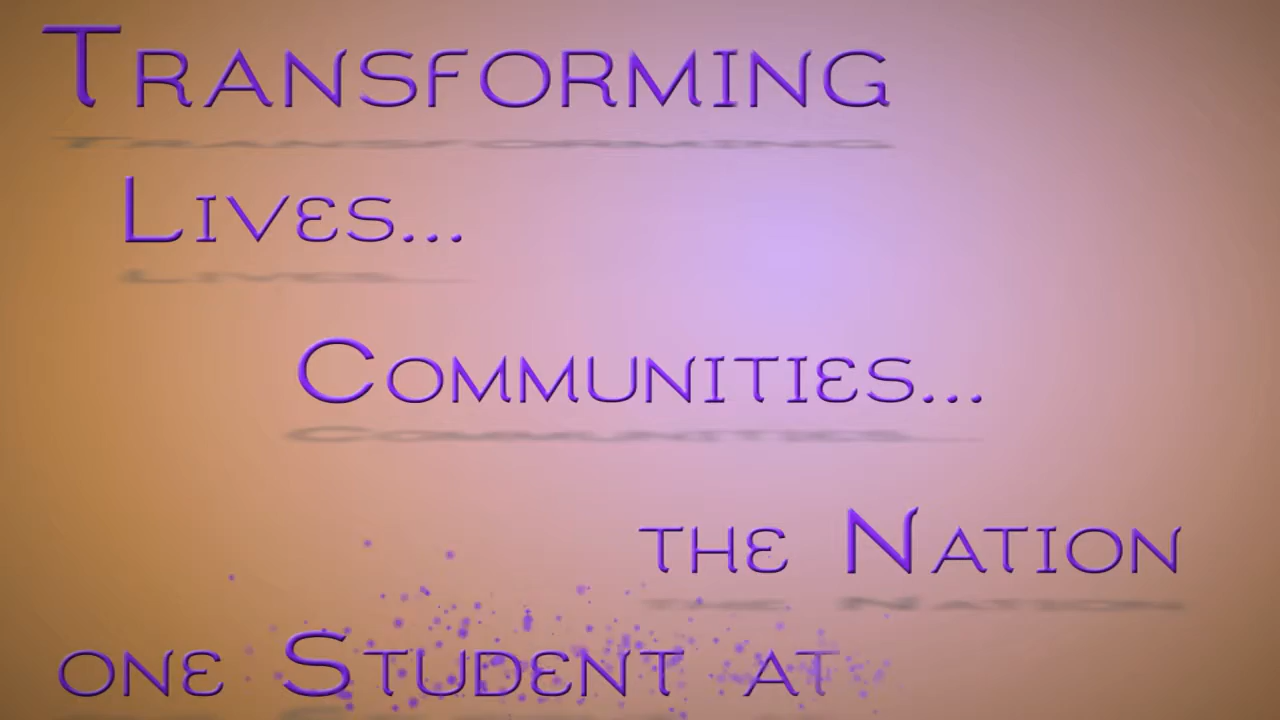 Transforming
Lives...
Communities...
the Nation
one Student at